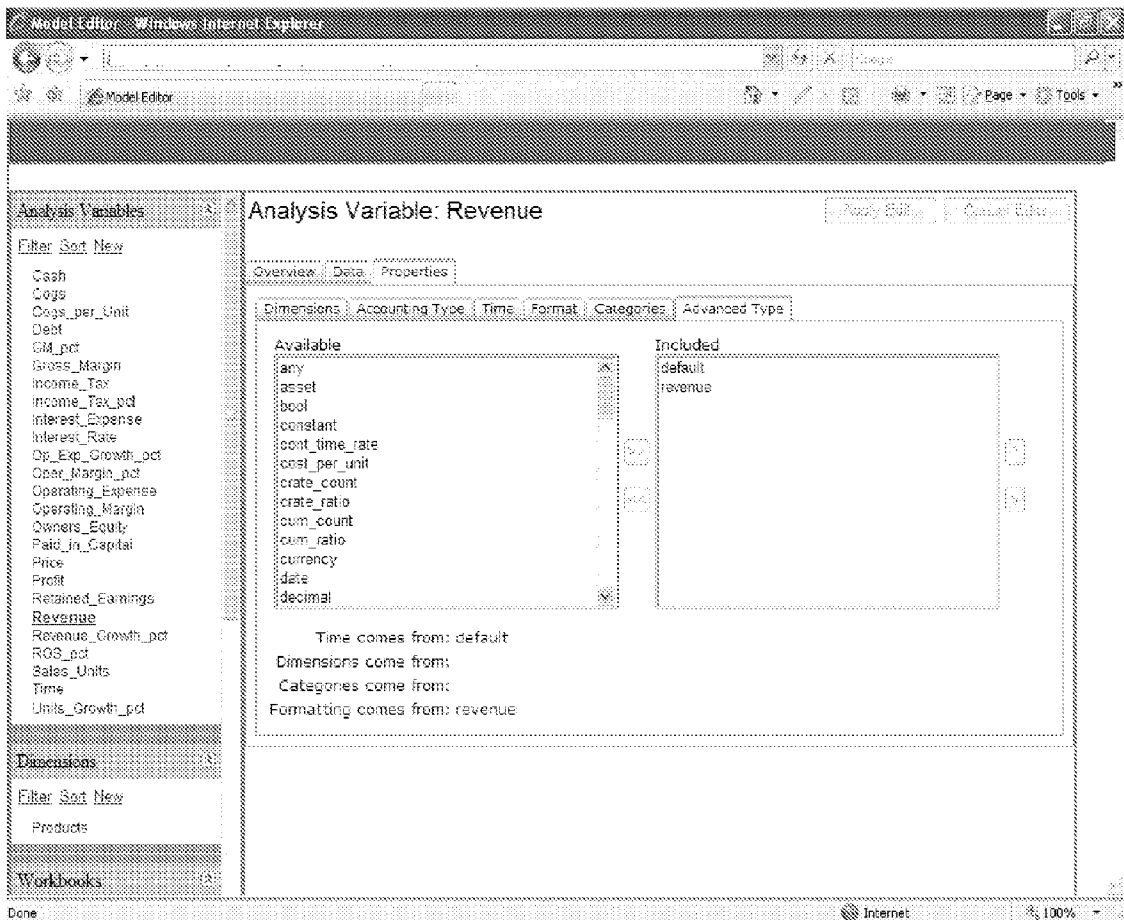 Model Editor - Windows Internet Explorer
Google
Model Editor
Page Tools
Analysis Variables
Filter Sort New
Cash
Cogs
Cogs_per_Unit
Debt
GM_pct
Gross_Margin
Income_Tax
Income_Tax_pct
Interest_Expense
Interest_Rate
Op_Exp_Growth_pct
Oper_Margin_pct
Operating_Expense
Operating_Margin
Owners_Equity
Paid_in_Capital
Price
Profit
Retained_Earnings
Revenue
Revenue_Growth_pct
ROS_pct
Sales_Units
Time
Units_Growth_pct
Dimensions
Filter Sort New
Products
Workbooks
Analysis Variable: Revenue
Apply Edits Cancel Edits
Overview Data Properties
Dimensions Accounting Type Time Format Categories Advanced Type
Available
any
asset
bool
constant
cont_time_rate
cost_per_unit
crate_count
crate_ratio
cum_count
cum_ratio
currency
date
decimal
>>
<<
Included
default
revenue
Time comes from: default
Dimensions come from:
Categories come from:
Formatting comes from: revenue
Done
Internet
100%